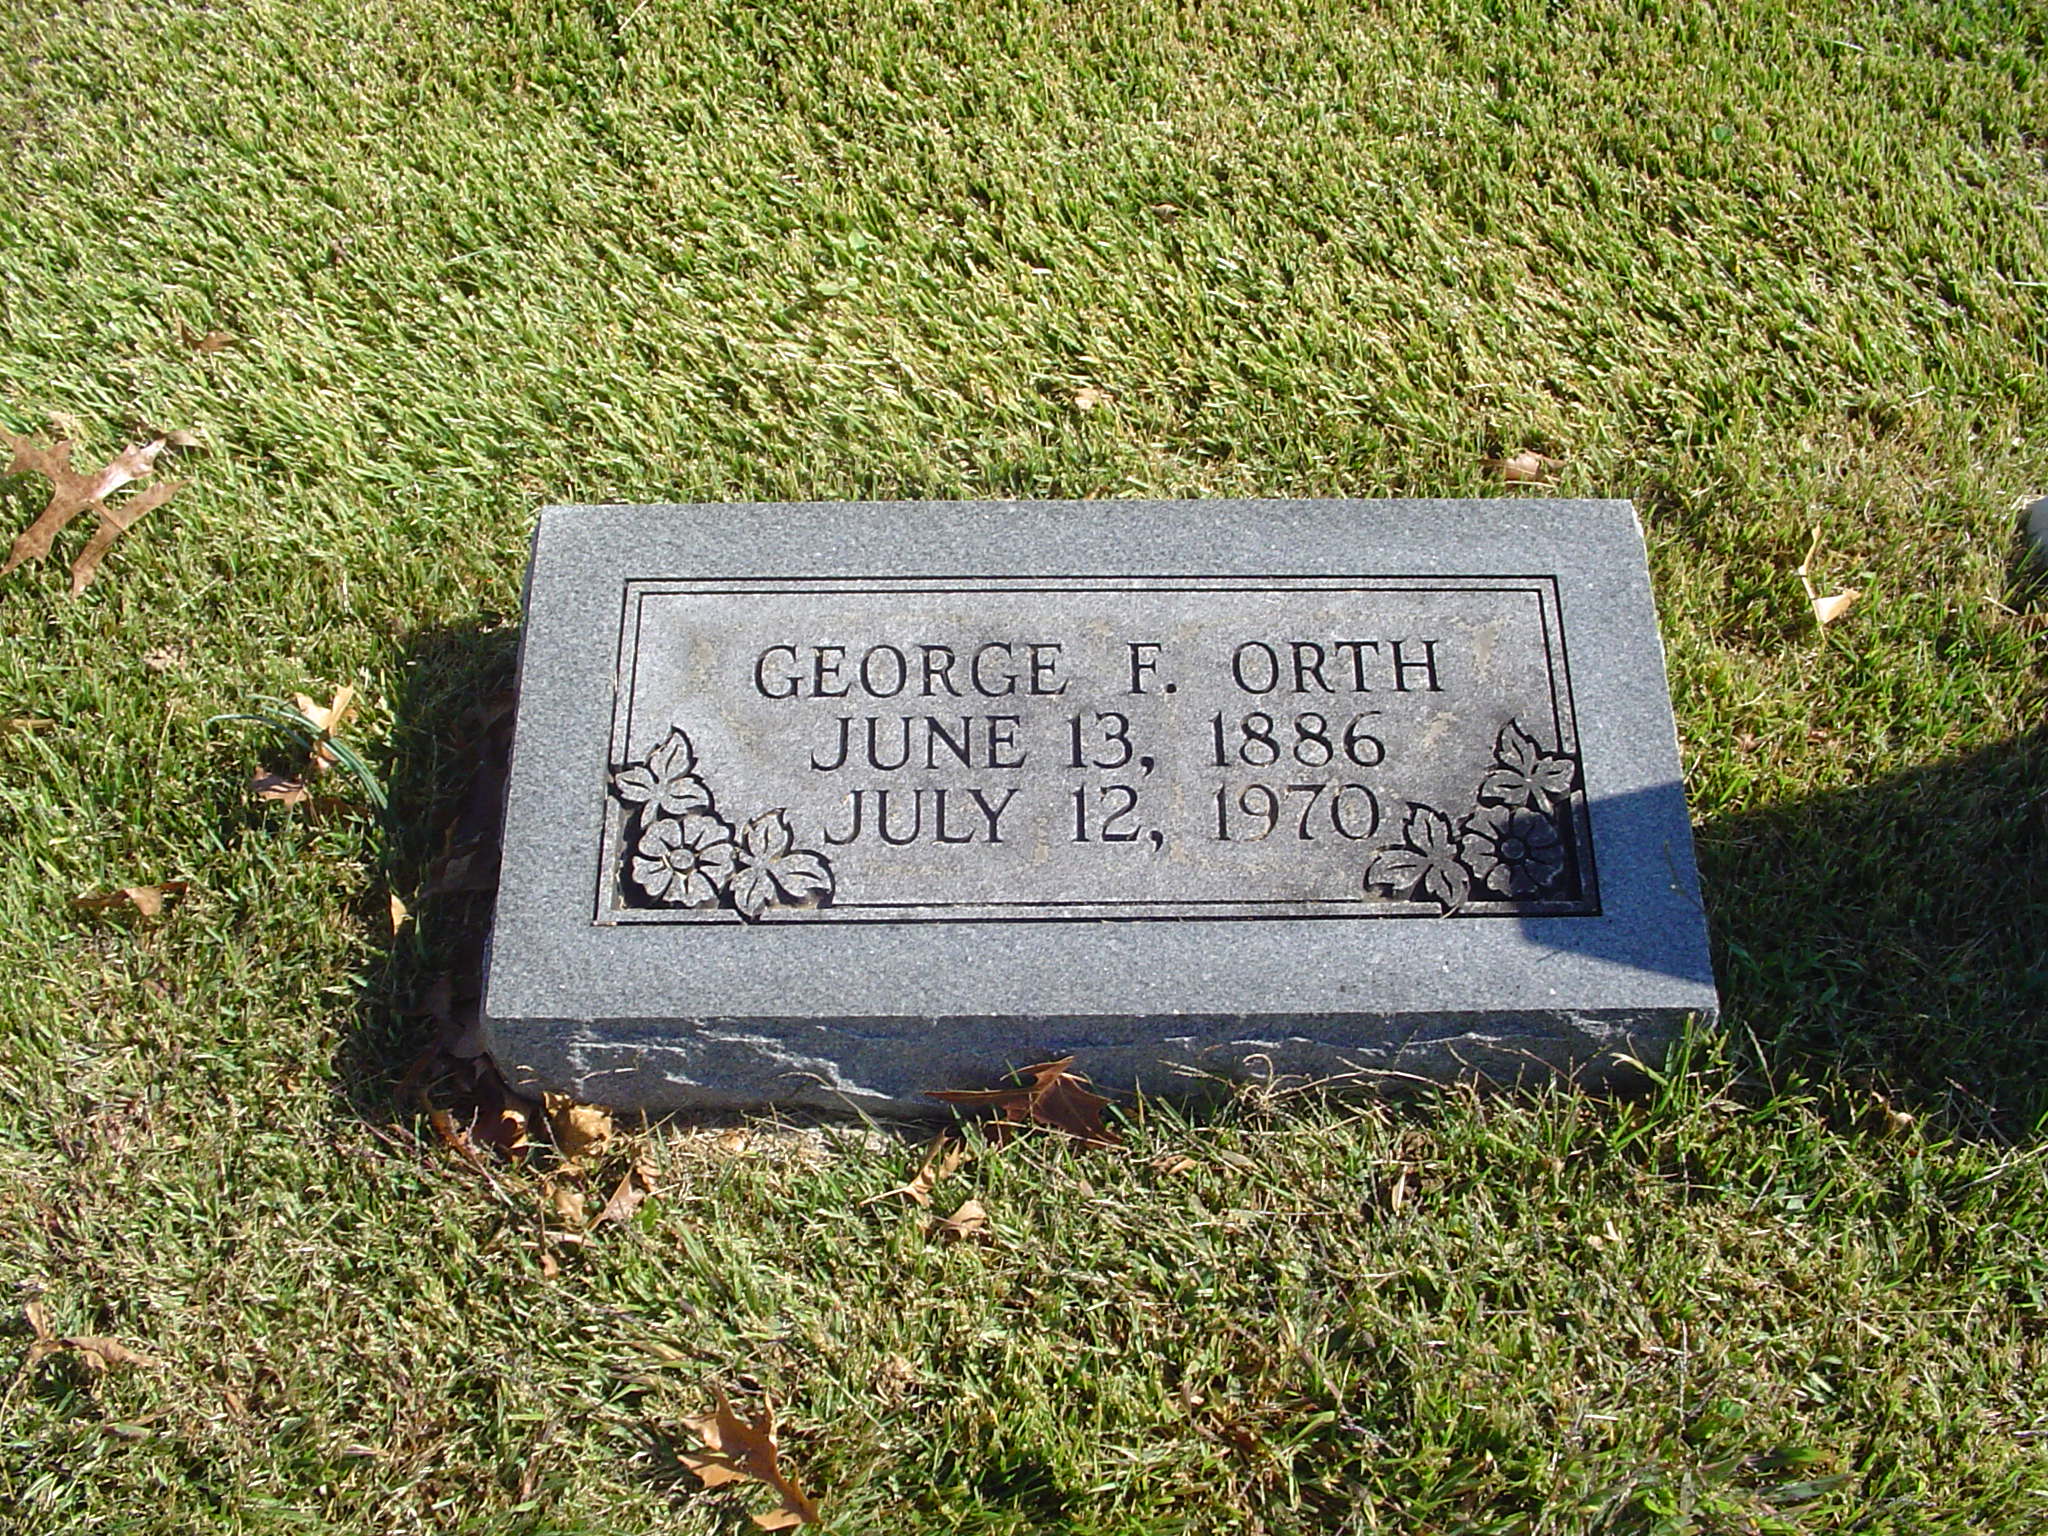 GEORGE F. ORTH
JUNE 13, 1886
JULY 12, 1970